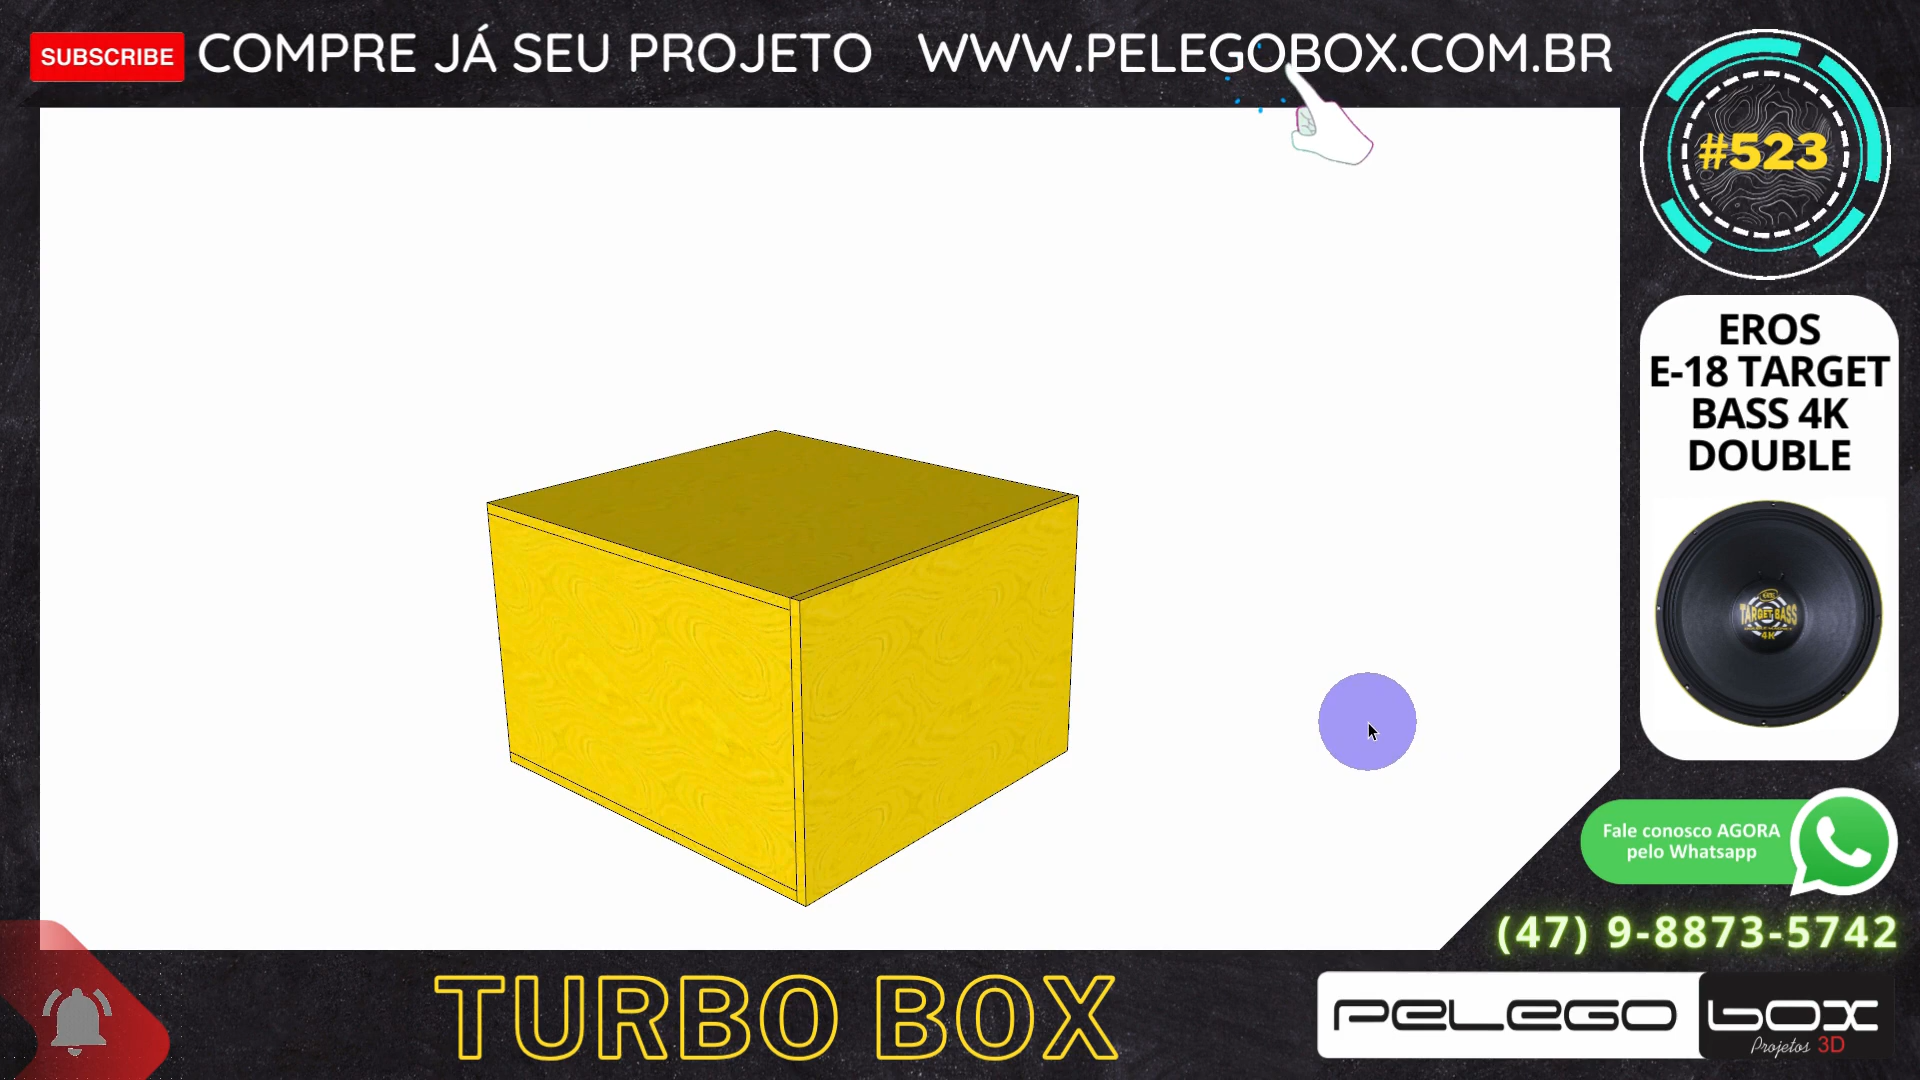 SUBSCRIBE
COMPRE JÁ SEU PROJETO WWW.PELEGOBOX.COM.BR
#523
EROS
E-18 TARGET
BASS 4K
DOUBLE
TARGET BASS
4K
Fale conosco AGORA
pelo Whatsapp
(47) 9-8873-5742
TURBO BOX
PELEGO BOX
Projetos 3D